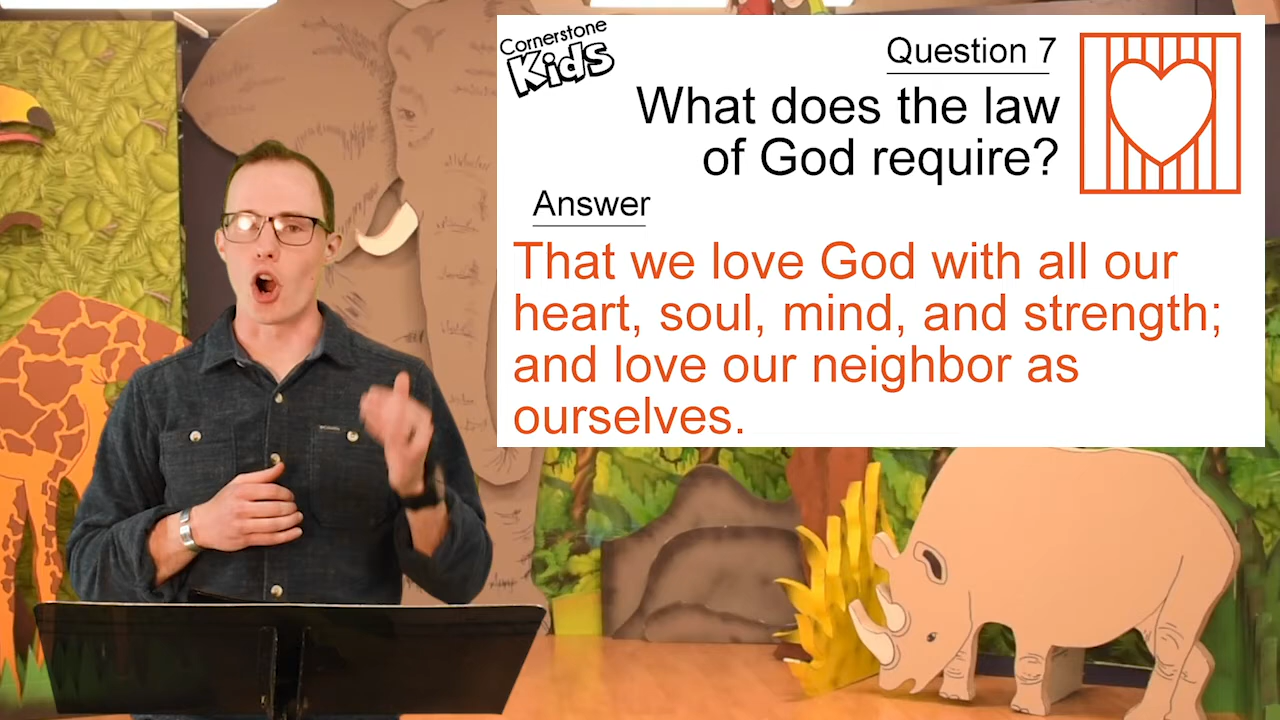 Cornerstone
Kids
Question 7
What does the law
of God require?
Answer
That we love God with all our
heart, soul, mind, and strength;
and love our neighbor as
ourselves.